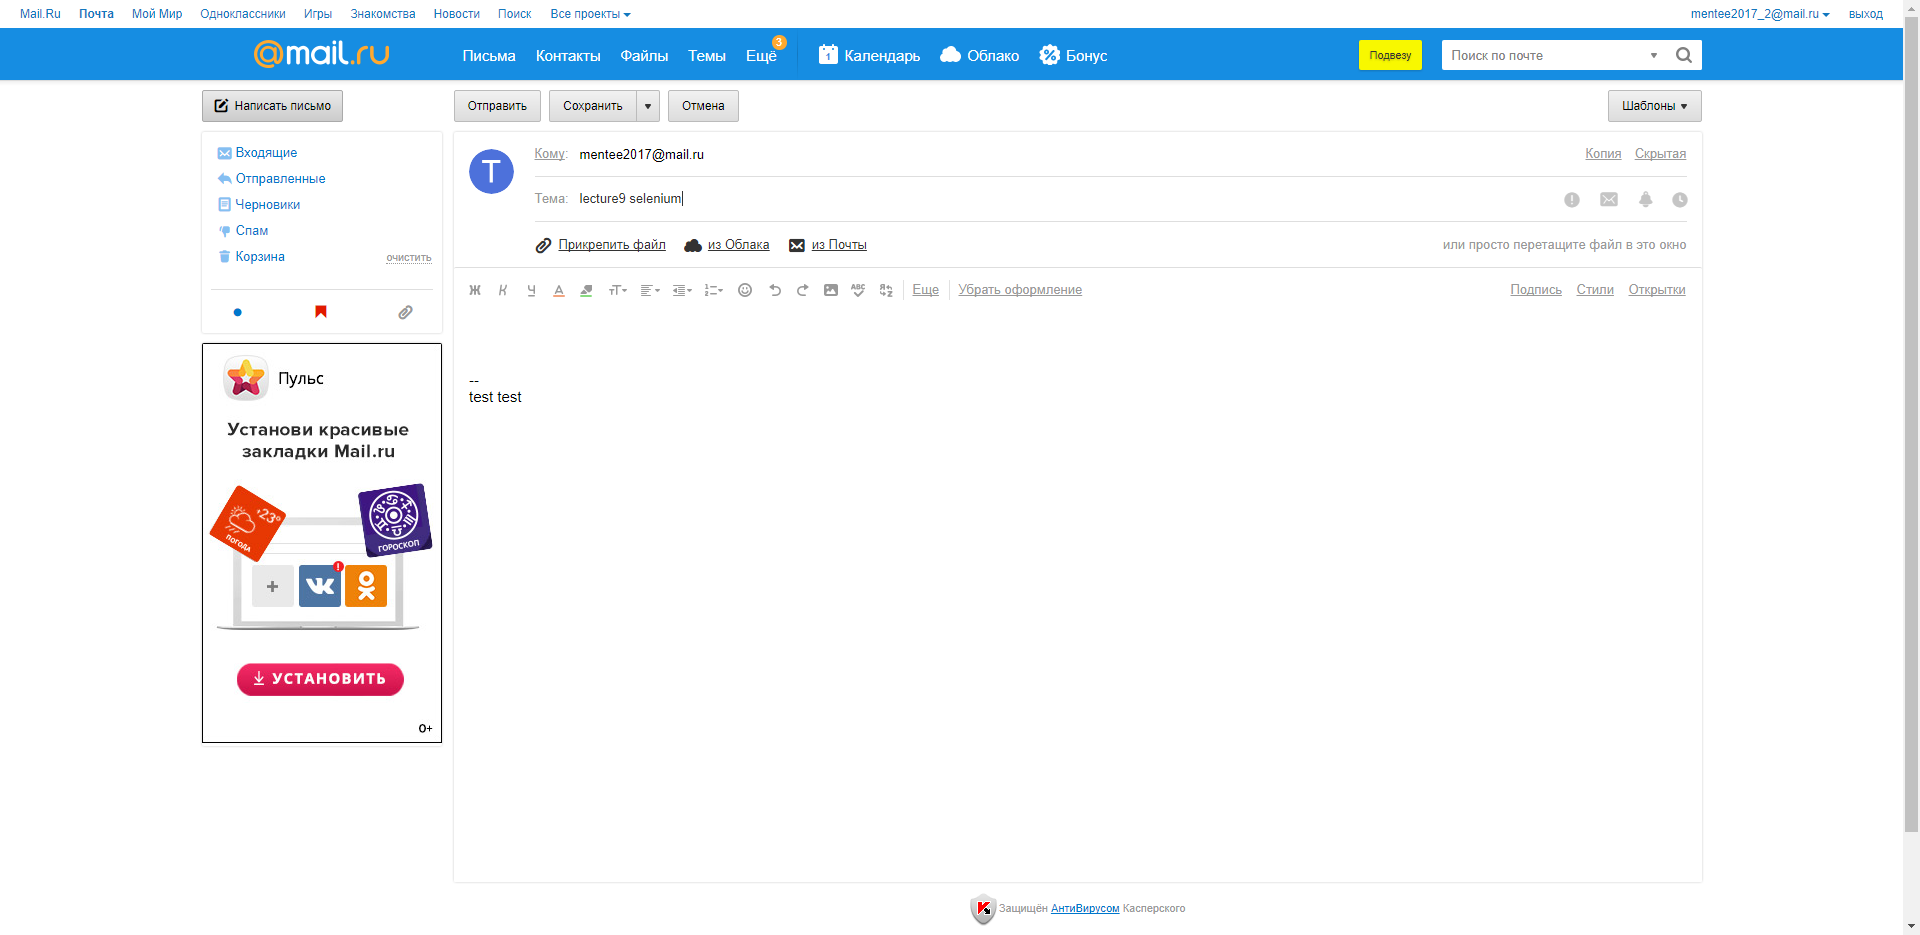 Mail.Ru Почта Мой Мир Одноклассники Игры Знакомства Новости Поиск Все проекты mentee2017_2@mail.ru выход
@mail.ru Письма Контакты Файлы Темы Ещё 3 1 Календарь Облако Бонус Подвезу Поиск по почте
Написать письмо Отправить Сохранить Отмена Шаблоны
Входящие
Отправленные
Черновики
Спам
Корзина очистить
T
Кому: mentee2017@mail.ru Копия Скрытая
Тема: lecture9 selenium
Прикрепить файл из Облака из Почты или просто перетащите файл в это окно
Ж К Ч А тТ ABC Еще Убрать оформление Подпись Стили Открытки
--
test test
Пульс
Установи красивые
закладки Mail.ru
+23°
ПОГОДА
ГОРОСКОП
+ !
УСТАНОВИТЬ
0+
Защищён АнтиВирусом Касперского